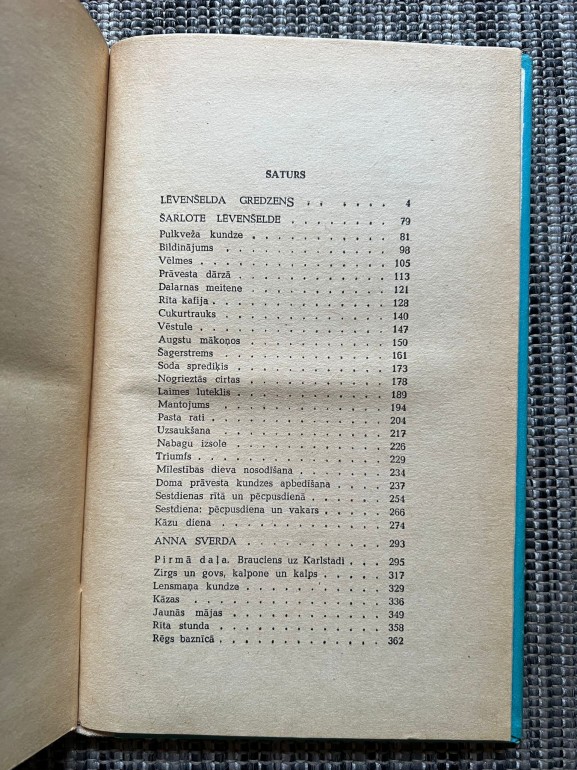 SATURS
LĒVENŠELDA GREDZENS . . . . . . 4
ŠARLOTE LĒVENŠELDE . . . . . . . 79
Pulkveža kundze . . . . . . . . . . . 81
Bildinājums . . . . . . . . . . . . . 98
Vēlmes . . . . . . . . . . . . . . . 105
Prāvesta dārzā . . . . . . . . . . . . 113
Dalarnas meitene . . . . . . . . . . . 121
Rīta kafija . . . . . . . . . . . . . . 128
Cukurtrauks . . . . . . . . . . . . . 140
Vēstule . . . . . . . . . . . . . . . 147
Augstu mākoņos . . . . . . . . . . . 150
Šagerstrems . . . . . . . . . . . . . 161
Soda sprediķis . . . . . . . . . . . . 173
Nogrieztās cirtas . . . . . . . . . . . 178
Laimes luteklis . . . . . . . . . . . . 189
Mantojums . . . . . . . . . . . . . . 194
Pasta rati . . . . . . . . . . . . . . 204
Uzsaukšana . . . . . . . . . . . . . 217
Nabagu izsole . . . . . . . . . . . . 226
Triumfs . . . . . . . . . . . . . . . 229
Mīlestības dieva nosodīšana . . . . . . . 234
Doma prāvesta kundzes apbedīšana . . . . 237
Sestdienas rītā un pēcpusdienā . . . . . . 254
Sestdiena: pēcpusdiena un vakars . . . . . 266
Kāzu diena . . . . . . . . . . . . . . 274
ANNA SVERDA . . . . . . . . . . . . 293
Pirmā daļa. Brauciens uz Karlstadi . . . 295
Zirgs un govs, kalpone un kalps . . . . . 317
Lensmaņa kundze . . . . . . . . . . . 329
Kāzas . . . . . . . . . . . . . . . . 336
Jaunās mājas . . . . . . . . . . . . . 349
Rīta stunda . . . . . . . . . . . . . . 358
Rēgs baznīcā . . . . . . . . . . . . . 362